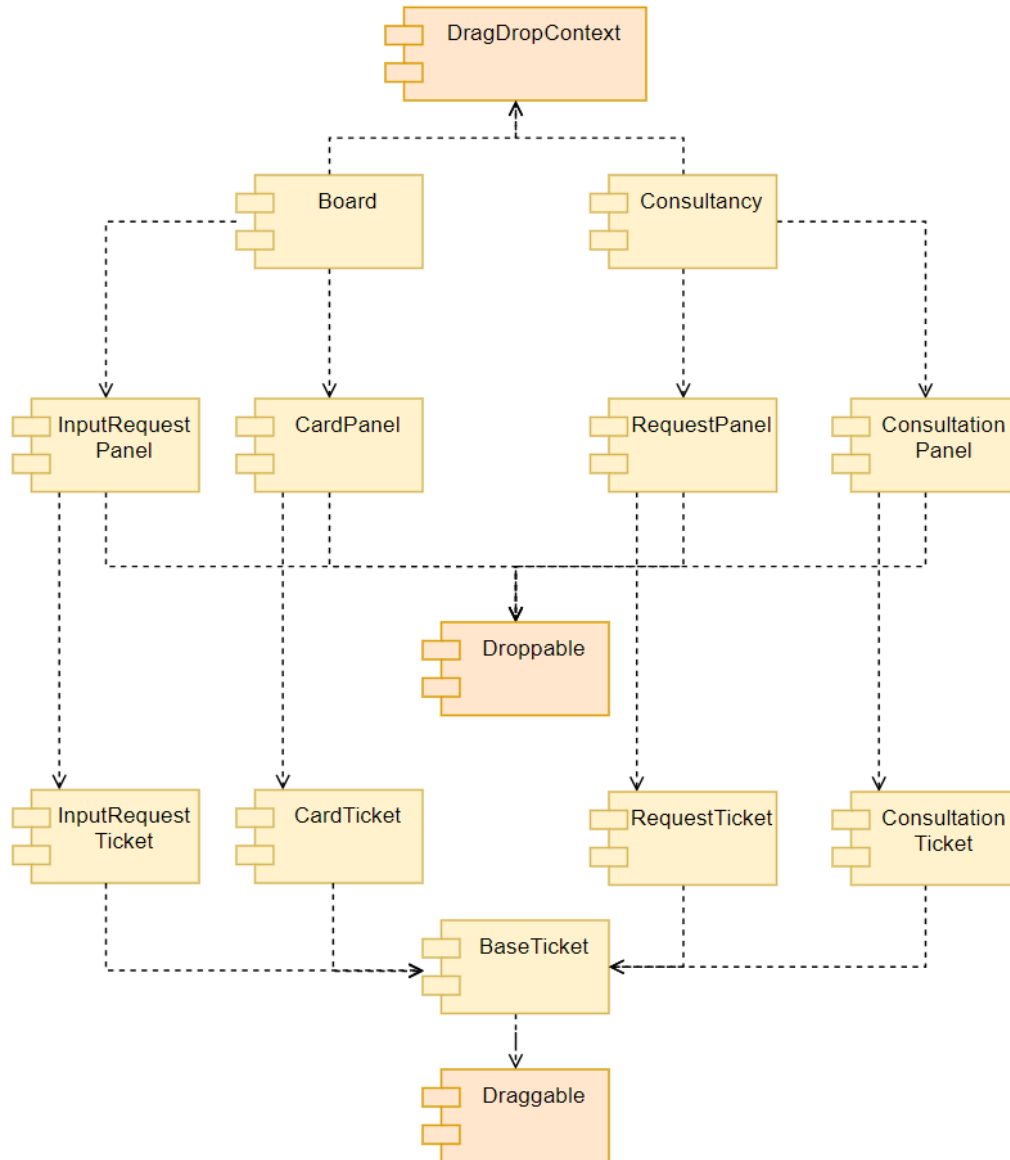 DragDropContext
Board
Consultancy
InputRequest
Panel
CardPanel
RequestPanel
Consultation
Panel
Droppable
InputRequest
Ticket
CardTicket
RequestTicket
Consultation
Ticket
BaseTicket
Draggable